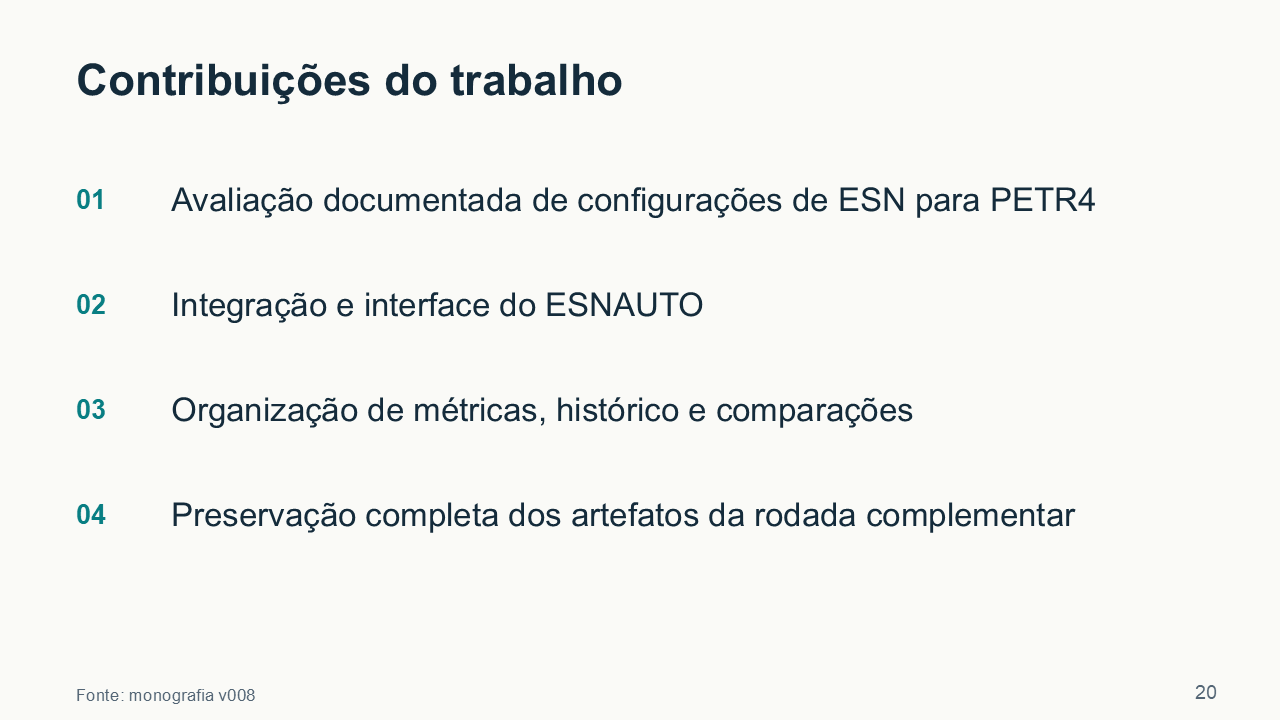 Contribuições do trabalho
01 Avaliação documentada de configurações de ESN para PETR4
02 Integração e interface do ESNAUTO
03 Organização de métricas, histórico e comparações
04 Preservação completa dos artefatos da rodada complementar
Fonte: monografia v008
20